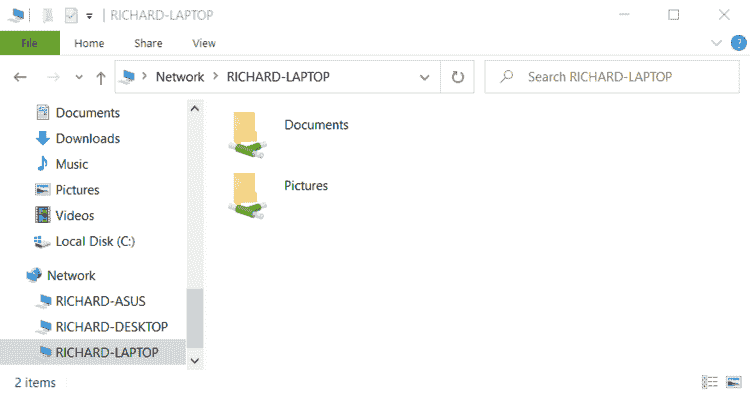 RICHARD-LAPTOP
File Home Share View ?
Network RICHARD-LAPTOP Search RICHARD-LAPTOP
Documents
Downloads
Music
Pictures
Videos
Local Disk (C:)
Network
RICHARD-ASUS
RICHARD-DESKTOP
RICHARD-LAPTOP
Documents
Pictures
2 items